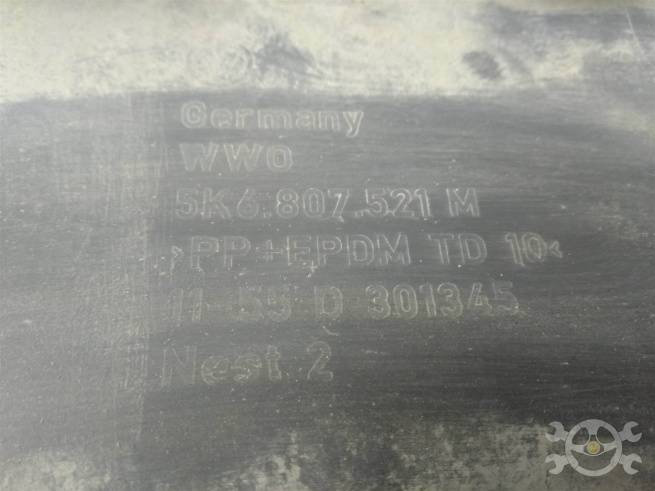 Germany
WWO
5K6.807.521 M
>PP+EPDM TD 10<
11-55 D 301345
Nest 2